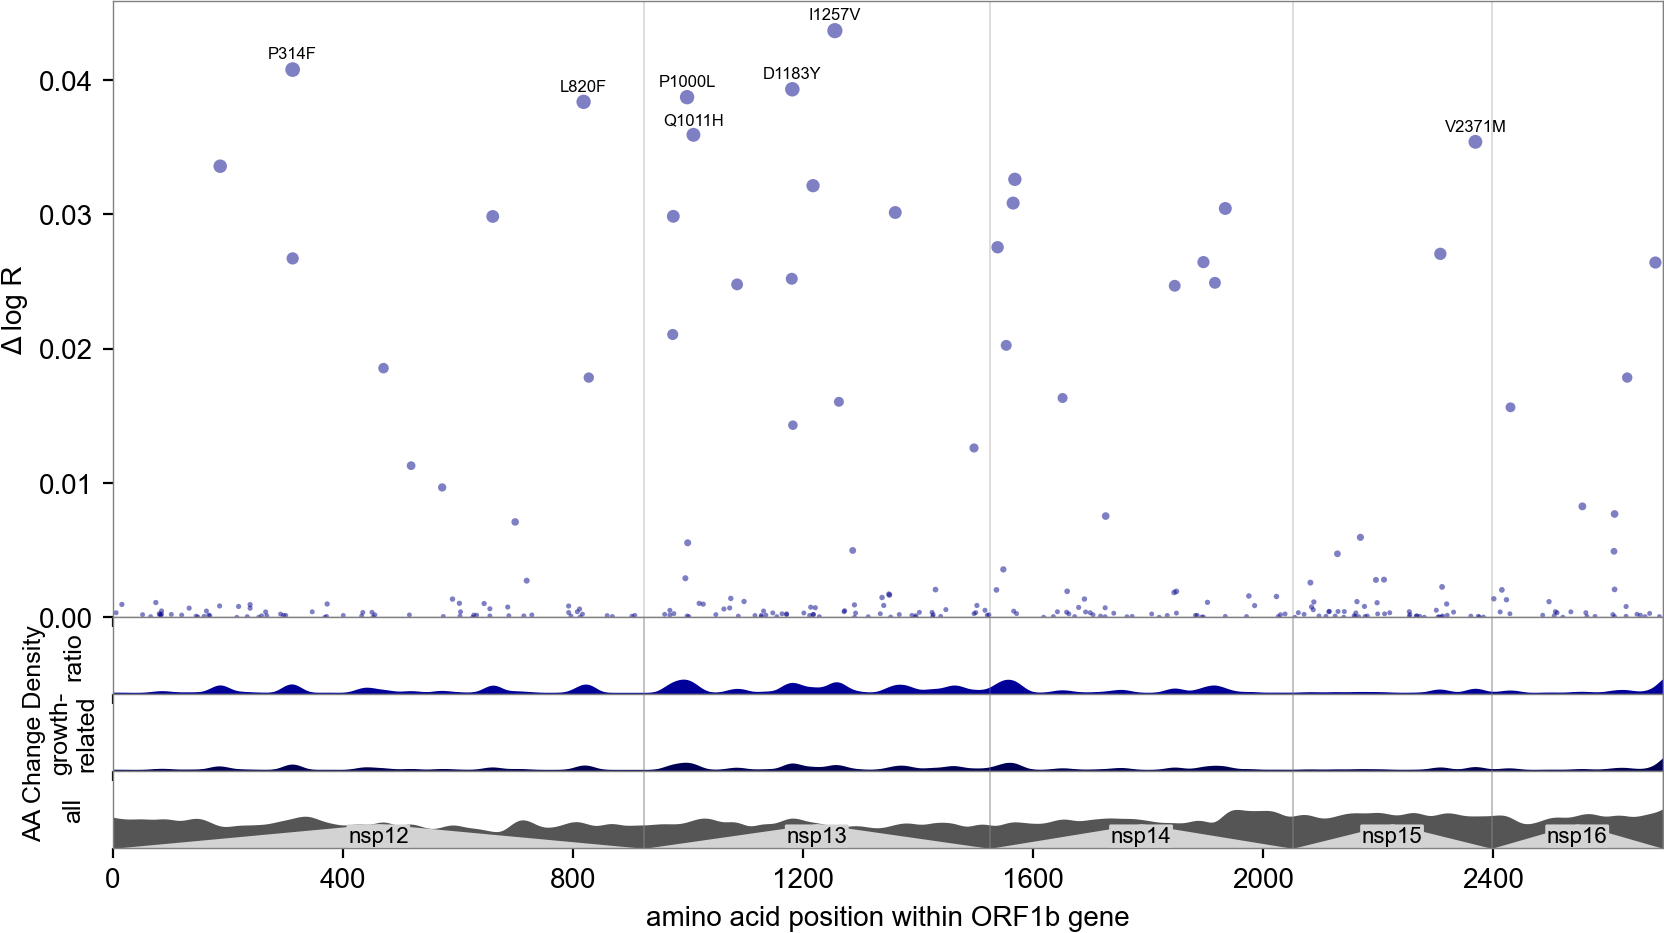 I1257V
P314F
D1183Y
P1000L
L820F
Q1011H
V2371M
0.04
0.03
0.02
0.01
0.00
Δ log R
AA Change Density
ratio
growth-
related
all
nsp12
nsp13
nsp14
nsp15
nsp16
0
400
800
1200
1600
2000
2400
amino acid position within ORF1b gene